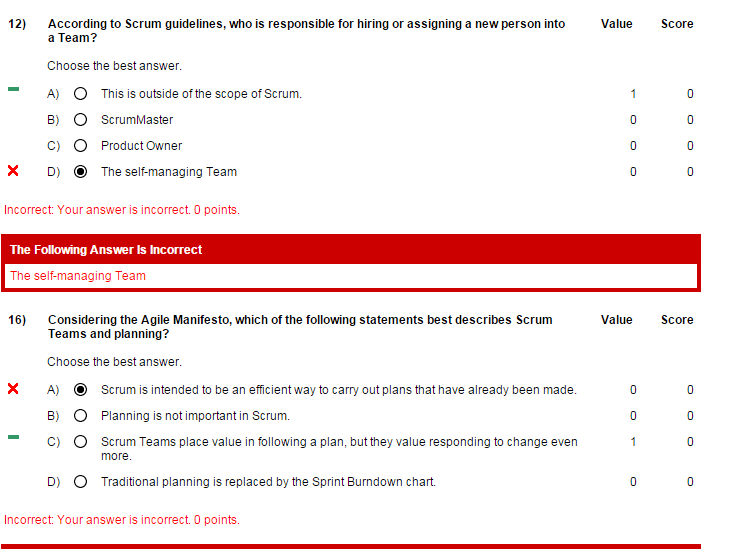 12) According to Scrum guidelines, who is responsible for hiring or assigning a new person into Value Score
a Team?
Choose the best answer.
A) This is outside of the scope of Scrum. 1 0
B) ScrumMaster 0 0
C) Product Owner 0 0
D) The self-managing Team 0 0
Incorrect: Your answer is incorrect. 0 points.
The Following Answer Is Incorrect
The self-managing Team
16) Considering the Agile Manifesto, which of the following statements best describes Scrum Value Score
Teams and planning?
Choose the best answer.
A) Scrum is intended to be an efficient way to carry out plans that have already been made. 0 0
B) Planning is not important in Scrum. 0 0
C) Scrum Teams place value in following a plan, but they value responding to change even 1 0
more.
D) Traditional planning is replaced by the Sprint Burndown chart. 0 0
Incorrect: Your answer is incorrect. 0 points.